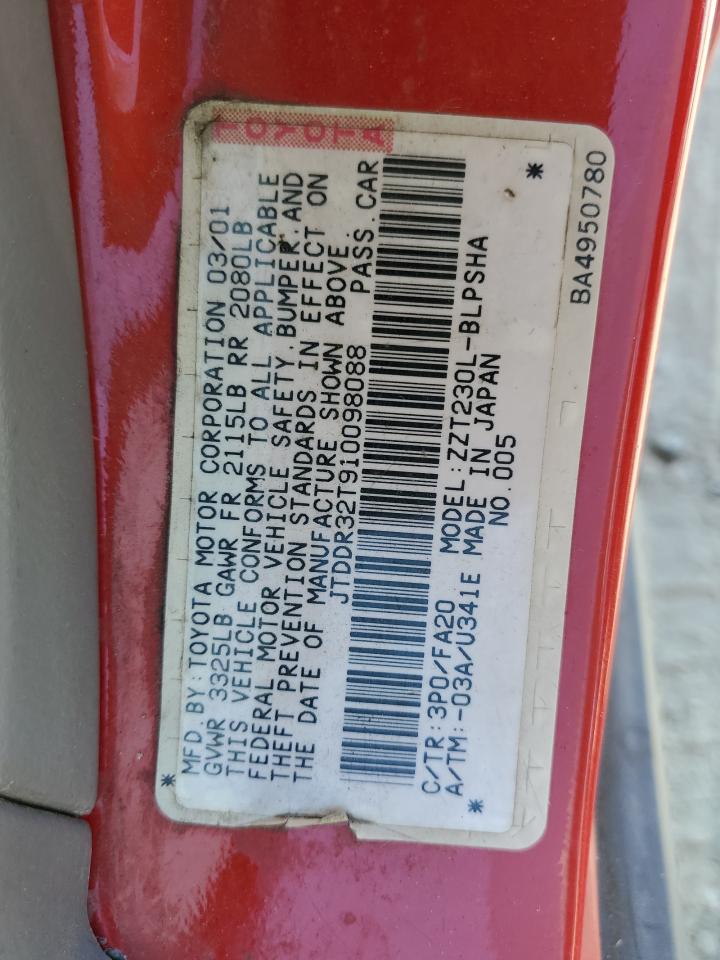 TOYOTA
MFD.BY:TOYOTA MOTOR CORPORATION 03/01
GVWR 3325LB GAWR FR 2115LB RR 2080LB
THIS VEHICLE CONFORMS TO ALL APPLICABLE
FEDERAL MOTOR VEHICLE SAFETY,BUMPER,AND
THEFT PREVENTION STANDARDS IN EFFECT ON
THE DATE OF MANUFACTURE SHOWN ABOVE.
JTDDR32T910098088 PASS.CAR
C/TR:3P0/FA20 MODEL:ZZT230L-BLPSHA
A/TM:-03A/U341E MADE IN JAPAN
NO.005
BA4950780